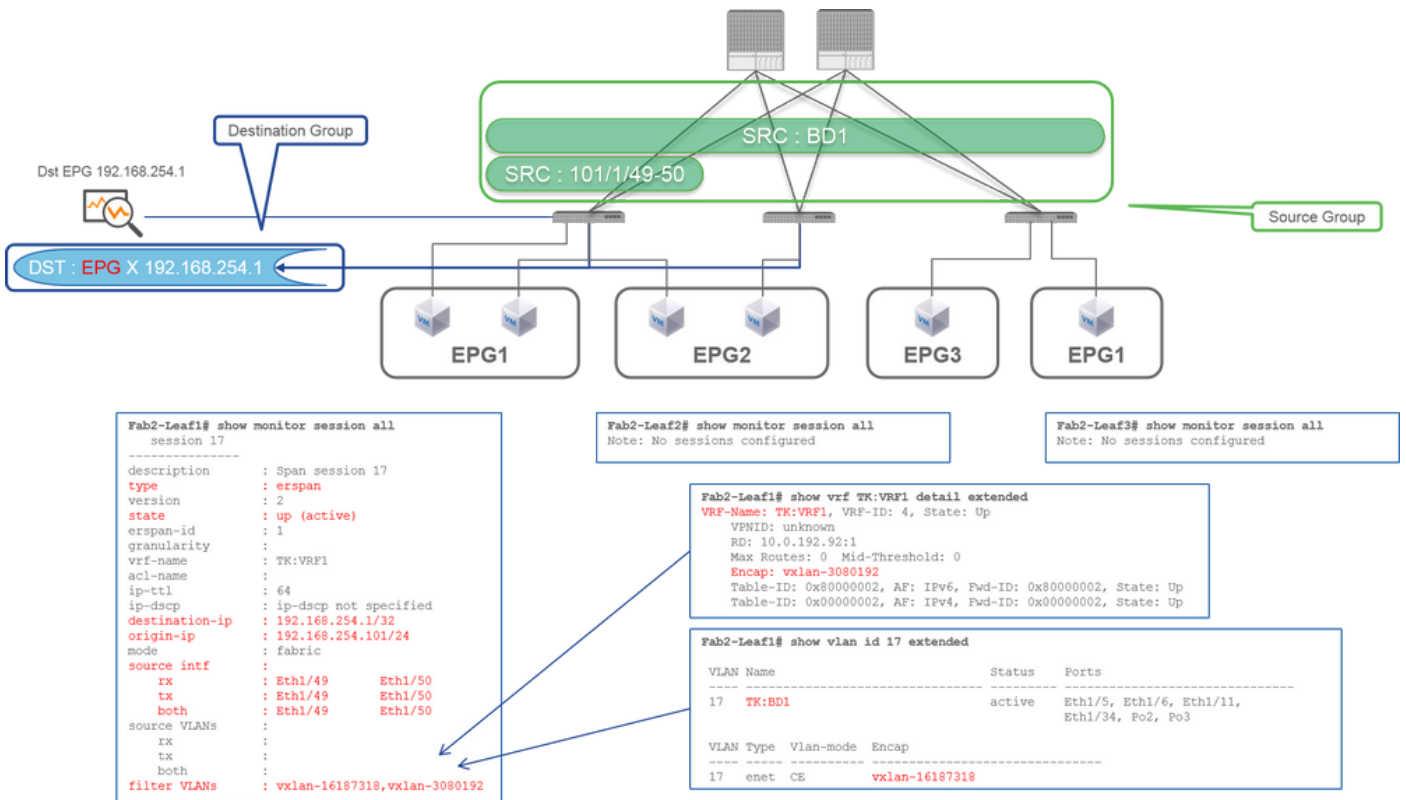 Destination Group
SRC : BD1
Dst EPG 192.168.254.1
SRC : 101/1/49-50
Source Group
DST : EPG X 192.168.254.1
VM
VM
VM
VM
VM
VM
EPG1
EPG2
EPG3
EPG1
Fab2-Leaf1# show monitor session all
session 17
---------------
description : Span session 17
type : erspan
version : 2
state : up (active)
erspan-id : 1
granularity :
vrf-name : TK:VRF1
acl-name :
ip-ttl : 64
ip-dscp : ip-dscp not specified
destination-ip : 192.168.254.1/32
origin-ip : 192.168.254.101/24
mode : fabric
source intf :
rx : Eth1/49 Eth1/50
tx : Eth1/49 Eth1/50
both : Eth1/49 Eth1/50
source VLANs :
rx :
tx :
both :
filter VLANs : vxlan-16187318,vxlan-3080192
Fab2-Leaf2# show monitor session all
Note: No sessions configured
Fab2-Leaf3# show monitor session all
Note: No sessions configured
Fab2-Leaf1# show vrf TK:VRF1 detail extended
VRF-Name: TK:VRF1, VRF-ID: 4, State: Up
VPNID: unknown
RD: 10.0.192.92:1
Max Routes: 0 Mid-Threshold: 0
Encap: vxlan-3080192
Table-ID: 0x80000002, AF: IPv6, Fwd-ID: 0x80000002, State: Up
Table-ID: 0x00000002, AF: IPv4, Fwd-ID: 0x00000002, State: Up
Fab2-Leaf1# show vlan id 17 extended
VLAN Name Status Ports
---- -------------------------------- --------- -------------------------------
17 TK:BD1 active Eth1/5, Eth1/6, Eth1/11,
Eth1/34, Po2, Po3
VLAN Type Vlan-mode Encap
---- ----- ---------- -------------------------------
17 enet CE vxlan-16187318